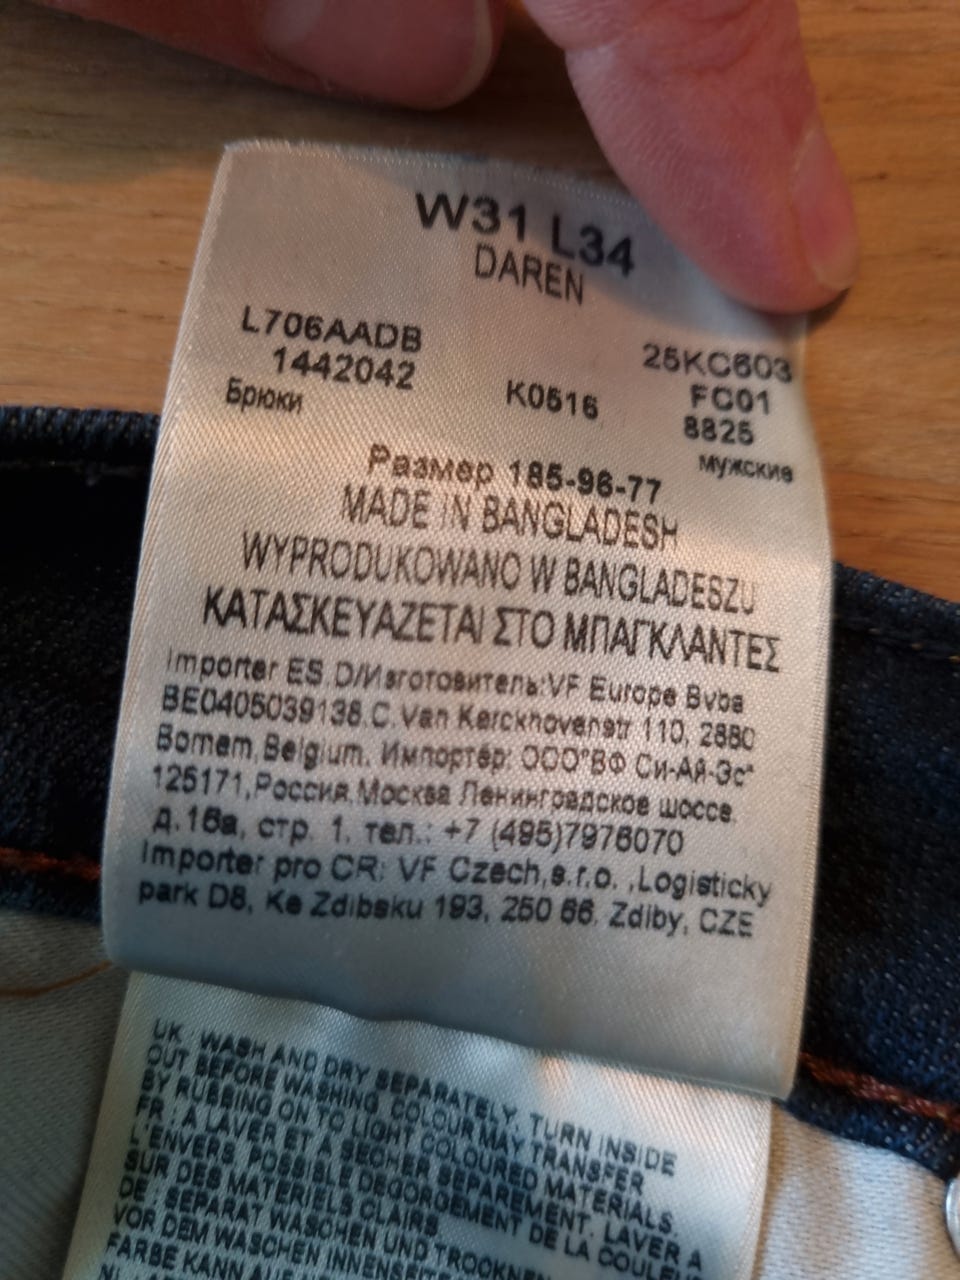 W31 L34
DAREN
L706AADB 25KC603
1442042 K0516 FC01
Брюки 8825
мужские
Размер 185-96-77
MADE IN BANGLADESH
WYPRODUKOWANO W BANGLADESZU
ΚΑΤΑΣΚΕΥΑΖΕΤΑΙ ΣΤΟ ΜΠΑΓΚΛΑΝΤΕΣ
Importer ES D/Изготовитель:VF Europe Bvba
BE0405039138.C.Van Kerckhovenstr 110, 2880
Bornem,Belgium. Импортёр: ООО"ВФ Си-Ай-Эс"
125171,Россия,Москва Ленинградское шоссе.
д.16а, стр. 1. тел.: +7 (495)7976070
Importer pro CR: VF Czech,s.r.o. ,Logisticky
park D8, Ke Zdibsku 193, 250 66. Zdiby, CZE
UK : WASH AND DRY SEPARATELY. TURN INSIDE
OUT BEFORE WASHING. COLOUR MAY TRANSFER
BY RUBBING ON TO LIGHT COLOURED MATERIALS.
FR : A LAVER ET A SECHER SEPAREMENT. LAVER A
L'ENVERS. POSSIBLE DEGORGEMENT DE LA COULEUR
SUR DES MATERIELS CLAIRS.
DE : SEPARAT WASCHEN UND TROCKNEN
VOR DEM WASCHEN INNENSEITE
FARBE KANN